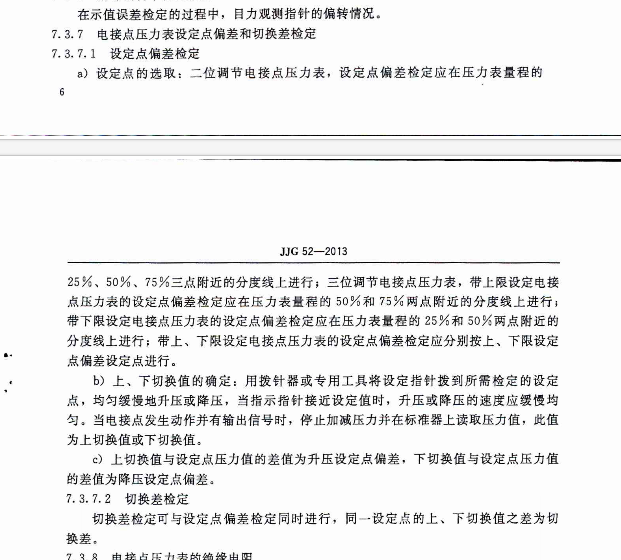 在示值误差检定的过程中，目力观测指针的偏转情况。
7.3.7 电接点压力表设定点偏差和切换差检定
7.3.7.1 设定点偏差检定
a）设定点的选取：二位调节电接点压力表，设定点偏差检定应在压力表量程的
6
JJG 52—2013
25%、50%、75%三点附近的分度线上进行；三位调节电接点压力表，带上限设定电接
点压力表的设定点偏差检定应在压力表量程的 50%和 75%两点附近的分度线上进行；
带下限设定电接点压力表的设定点偏差检定应在压力表量程的 25%和 50%两点附近的
分度线上进行；带上、下限设定电接点压力表的设定点偏差检定应分别按上、下限设定
点偏差设定点进行。
b）上、下切换值的确定：用拨针器或专用工具将设定指针拨到所需检定的设定
点，均匀缓慢地升压或降压，当指示指针接近设定值时，升压或降压的速度应缓慢均
匀。当电接点发生动作并有输出信号时，停止加减压力并在标准器上读取压力值，此值
为上切换值或下切换值。
c）上切换值与设定点压力值的差值为升压设定点偏差，下切换值与设定点压力值
的差值为降压设定点偏差。
7.3.7.2 切换差检定
切换差检定可与设定点偏差检定同时进行，同一设定点的上、下切换值之差为切
换差。
7.3.8 电接点压力表的绝缘电阻